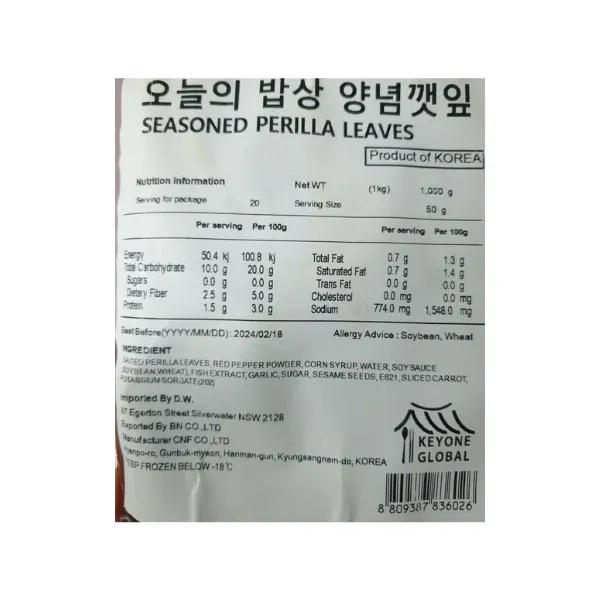 오늘의 밥상 양념깻잎
SEASONED PERILLA LEAVES
Product of KOREA
Nutrition Information Net WT (1kg) 1,000 g
Serving for package 20 Serving Size 50 g
Per serving Per 100g Per serving Per 100g
Energy 50.4 kj 100.8 kj Total Fat 0.7 g 1.3 g
Total Carbohydrate 10.0 g 20.0 g Saturated Fat 0.7 g 1.4 g
Sugars 0.0 g 0.0 g Trans Fat 0.0 g 0.0 g
Dietary Fiber 2.5 g 5.0 g Cholesterol 0.0 mg 0.0 mg
Protein 1.5 g 3.0 g Sodium 774.0 mg 1,548.0 mg
Best Before(YYYY/MM/DD): 2024/02/18 Allergy Advice : Soybean, Wheat
INGREDIENT
SALTED PERILLA LEAVES, RED PEPPER POWDER, CORN SYRUP, WATER, SOY SAUCE
(SOYBEAN, WHEAT), FISH EXTRACT, GARLIC, SUGAR, SESAME SEEDS, E621, SLICED CARROT,
POTASSIUM SORBATE(202)
Imported By D.W.
87 Egerton Street Silverwater NSW 2128
Exported By BN CO.,LTD
Manufacturer CNF CO.,LTD
Gunbuk-myeon, Hanman-gun, Kyungsangnam-do, KOREA
KEEP FROZEN BELOW -18℃
KEYONE
GLOBAL
8 809387 836026